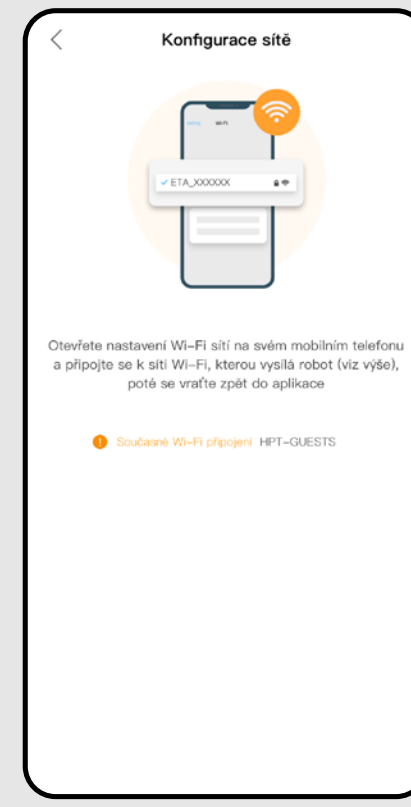 Konfigurace sítě
Wi-Fi
ETA_XXXXXX
Otevřete nastavení Wi-Fi sítí na svém mobilním telefonu
a připojte se k síti Wi-Fi, kterou vysílá robot (viz výše),
poté se vraťte zpět do aplikace
Současné Wi-Fi připojení HPT-GUESTS